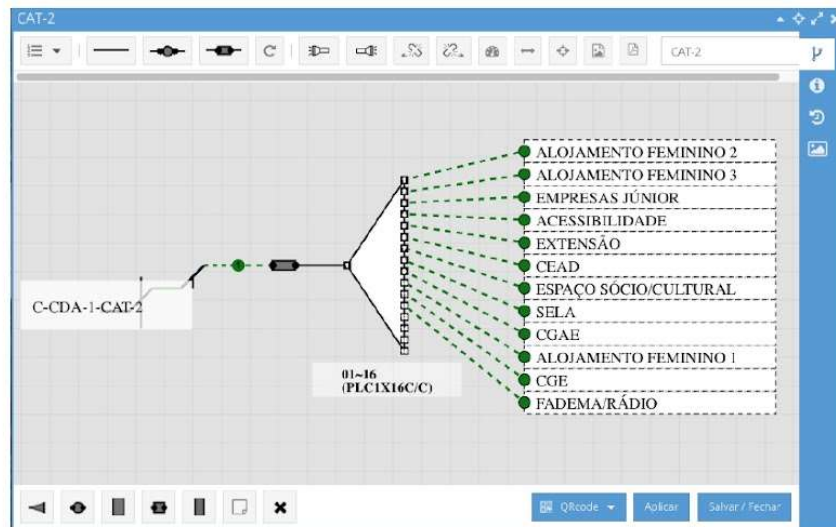 CAT-2
CAT-2
ALOJAMENTO FEMININO 2
ALOJAMENTO FEMININO 3
EMPRESAS JÚNIOR
ACESSIBILIDADE
EXTENSÃO
CEAD
ESPAÇO SÓCIO/CULTURAL
SELA
CGAE
ALOJAMENTO FEMININO 1
CGE
FADEMA/RÁDIO
C-CDA-1-CAT-2
01~16
(PLC1X16C/C)
QRcode
Aplicar
Salvar / Fechar